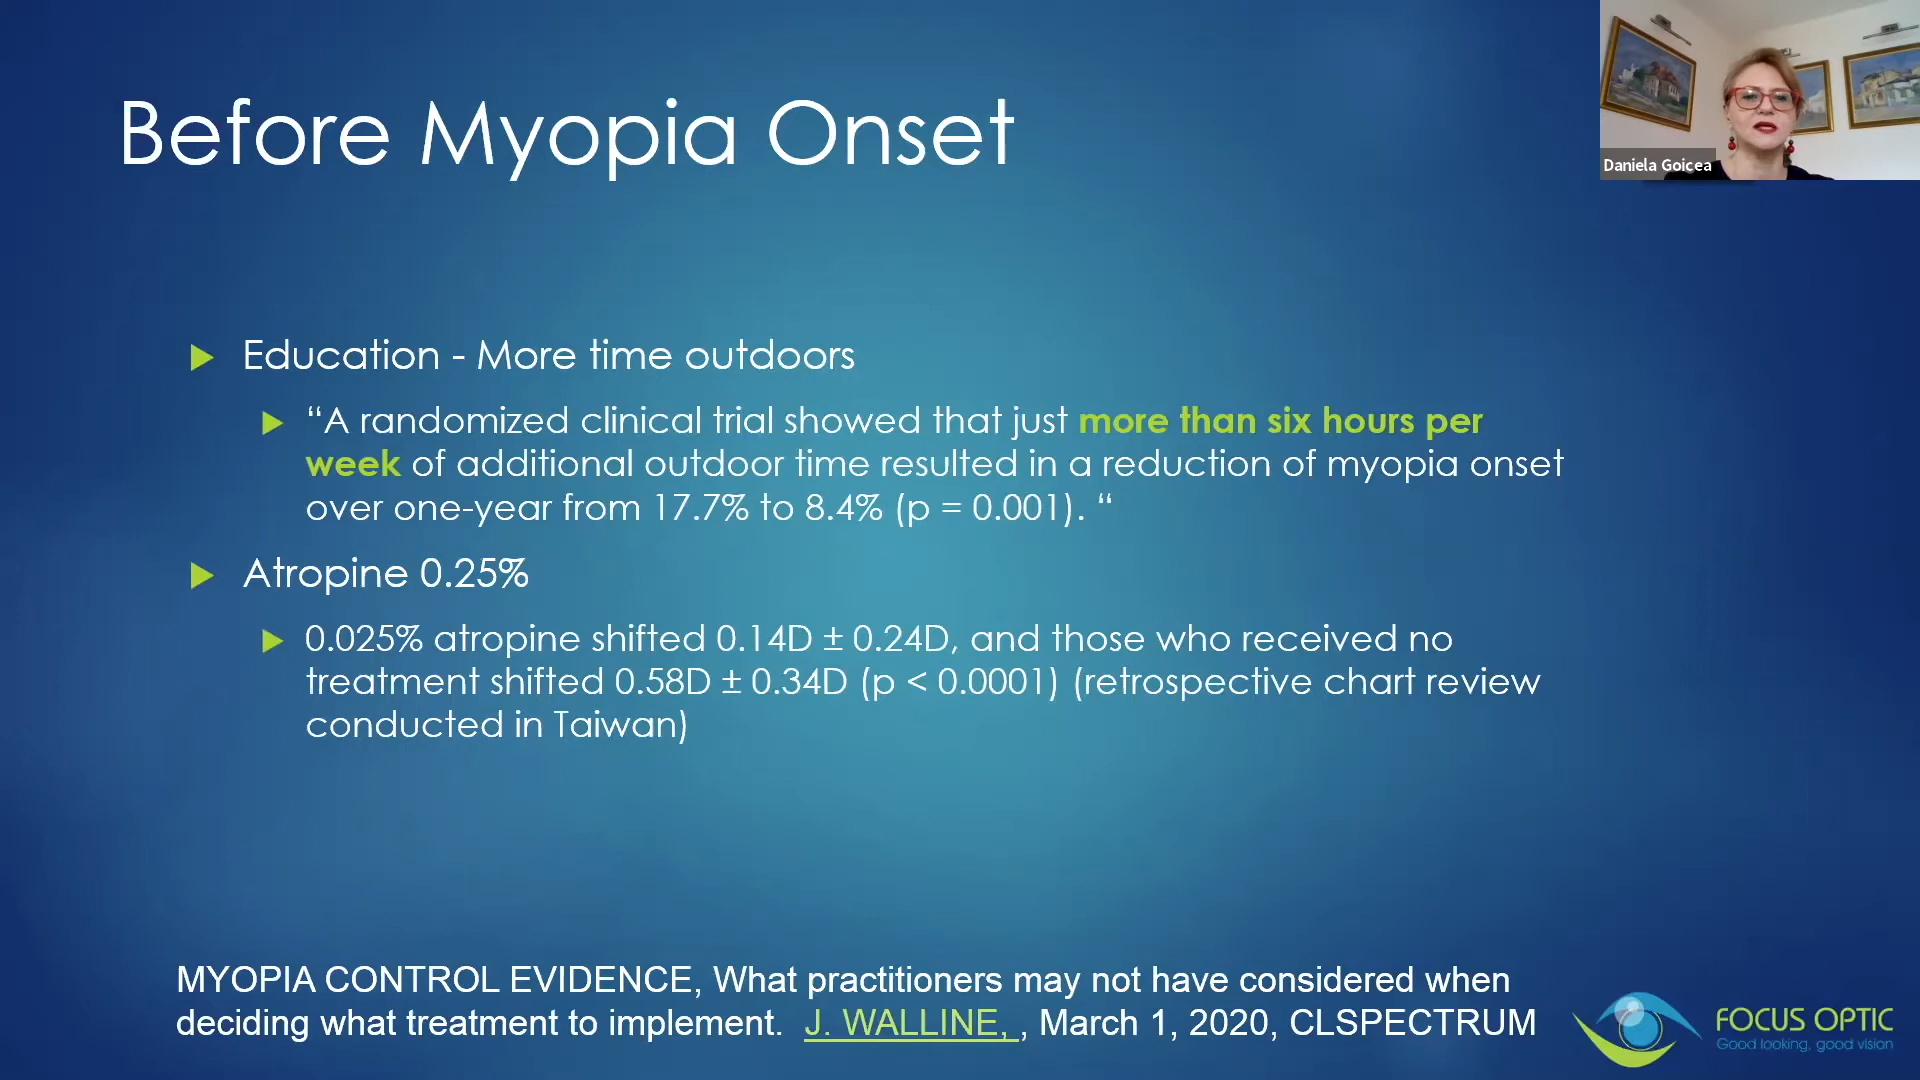 Before Myopia Onset
Daniela Goicea
Education - More time outdoors
“A randomized clinical trial showed that just more than six hours per
week of additional outdoor time resulted in a reduction of myopia onset
over one-year from 17.7% to 8.4% (p = 0.001). “
Atropine 0.25%
0.025% atropine shifted 0.14D ± 0.24D, and those who received no
treatment shifted 0.58D ± 0.34D (p < 0.0001) (retrospective chart review
conducted in Taiwan)
MYOPIA CONTROL EVIDENCE, What practitioners may not have considered when
deciding what treatment to implement. J. WALLINE, , March 1, 2020, CLSPECTRUM
FOCUS OPTIC
Good looking, good vision